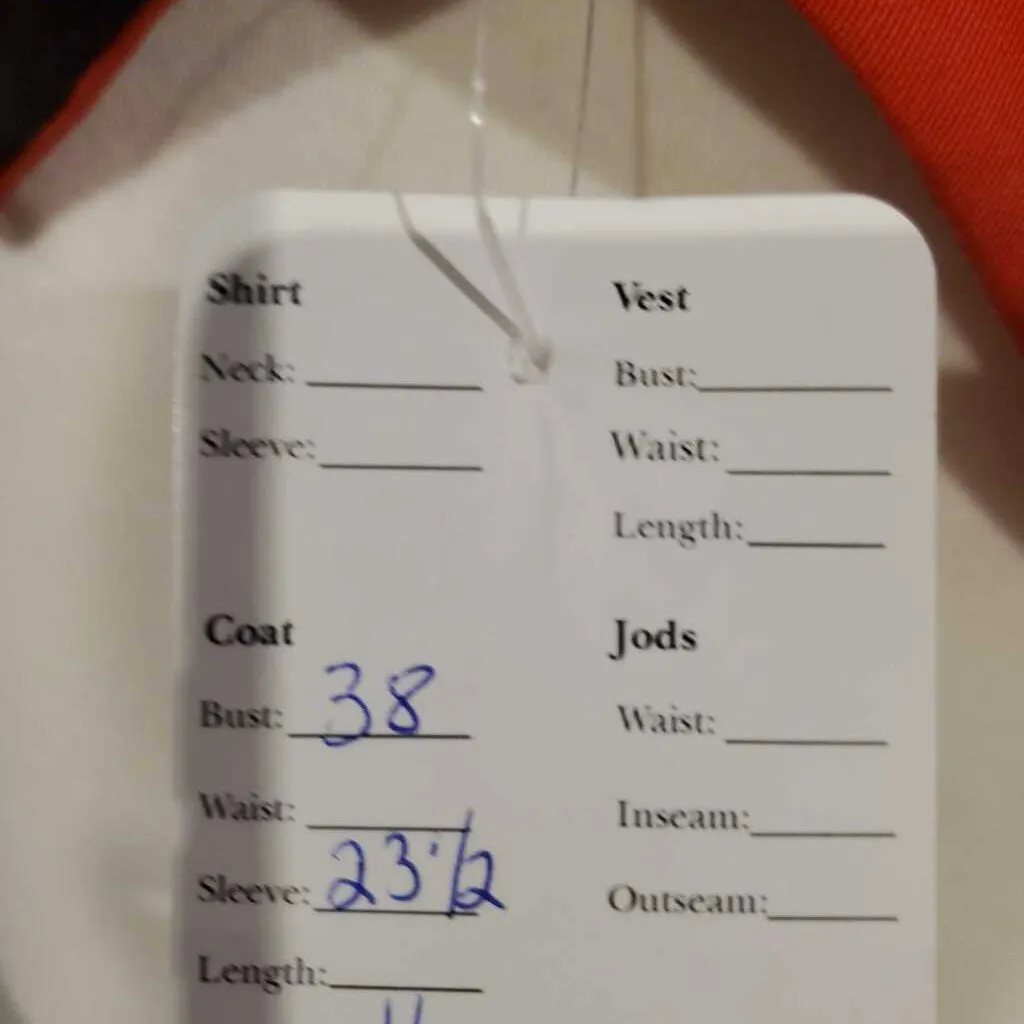 Shirt
Neck:
Sleeve:
Vest
Bust:
Waist:
Length:
Coat
Bust: 38
Waist:
Sleeve: 23 1/2
Length:
Jods
Waist:
Inseam:
Outseam: